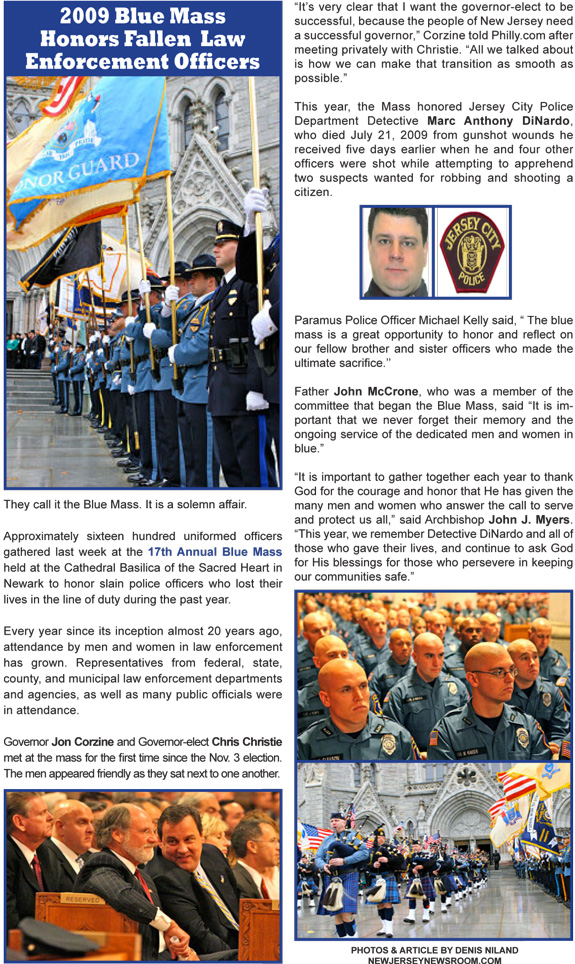 2009 Blue Mass
Honors Fallen Law
Enforcement Officers
HONOR GUARD
They call it the Blue Mass. It is a solemn affair.
Approximately sixteen hundred uniformed officers
gathered last week at the 17th Annual Blue Mass
held at the Cathedral Basilica of the Sacred Heart in
Newark to honor slain police officers who lost their
lives in the line of duty during the past year.
Every year since its inception almost 20 years ago,
attendance by men and women in law enforcement
has grown. Representatives from federal, state,
county, and municipal law enforcement departments
and agencies, as well as many public officials were
in attendance.
Governor Jon Corzine and Governor-elect Chris Christie
met at the mass for the first time since the Nov. 3 election.
The men appeared friendly as they sat next to one another.
RESERVED
“It’s very clear that I want the governor-elect to be
successful, because the people of New Jersey need
a successful governor,” Corzine told Philly.com after
meeting privately with Christie. “All we talked about
is how we can make that transition as smooth as
possible.”
This year, the Mass honored Jersey City Police
Department Detective Marc Anthony DiNardo,
who died July 21, 2009 from gunshot wounds he
received five days earlier when he and four other
officers were shot while attempting to apprehend
two suspects wanted for robbing and shooting a
citizen.
JERSEY CITY
POLICE
Paramus Police Officer Michael Kelly said, “ The blue
mass is a great opportunity to honor and reflect on
our fellow brother and sister officers who made the
ultimate sacrifice.”
Father John McCrone, who was a member of the
committee that began the Blue Mass, said “It is im-
portant that we never forget their memory and the
ongoing service of the dedicated men and women in
blue.”
“It is important to gather together each year to thank
God for the courage and honor that He has given the
many men and women who answer the call to serve
and protect us all,” said Archbishop John J. Myers.
“This year, we remember Detective DiNardo and all of
those who gave their lives, and continue to ask God
for His blessings for those who persevere in keeping
our communities safe.”
PHOTOS & ARTICLE BY DENIS NILAND
NEWJERSEYNEWSROOM.COM